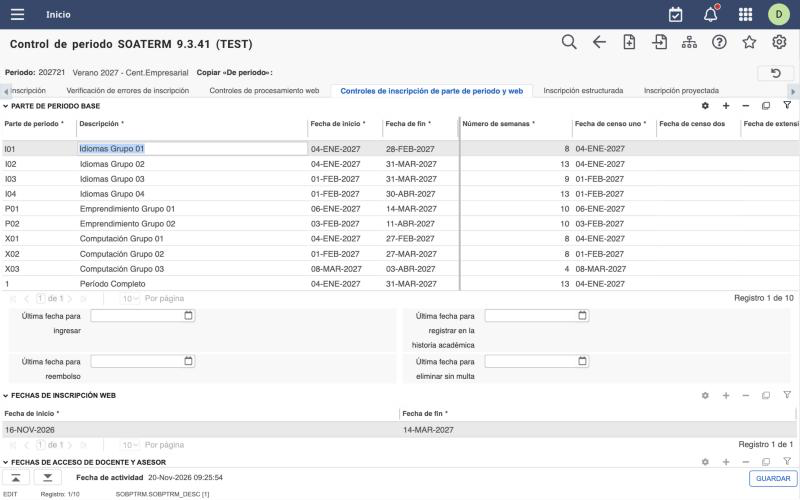 Inicio
D
Control de periodo SOATERM 9.3.41 (TEST)
Periodo: 202721 Verano 2027 - Cent.Empresarial Copiar «De periodo»:
nscripción Verificación de errores de inscripción Controles de procesamiento web Controles de inscripción de parte de periodo y web Inscripción estructurada Inscripción proyectada
PARTE DE PERIODO BASE
Parte de periodo * Descripción * Fecha de inicio * Fecha de fin * Número de semanas * Fecha de censo uno * Fecha de censo dos Fecha de extensi
I01 Idiomas Grupo 01 04-ENE-2027 28-FEB-2027 8 04-ENE-2027
I02 Idiomas Grupo 02 04-ENE-2027 31-MAR-2027 13 04-ENE-2027
I03 Idiomas Grupo 03 01-FEB-2027 31-MAR-2027 9 01-FEB-2027
I04 Idiomas Grupo 04 01-FEB-2027 30-ABR-2027 13 01-FEB-2027
P01 Emprendimiento Grupo 01 06-ENE-2027 14-MAR-2027 10 06-ENE-2027
P02 Emprendimiento Grupo 02 03-FEB-2027 11-ABR-2027 10 03-FEB-2027
X01 Computación Grupo 01 04-ENE-2027 27-FEB-2027 8 04-ENE-2027
X02 Computación Grupo 02 01-FEB-2027 27-MAR-2027 8 01-FEB-2027
X03 Computación Grupo 03 08-MAR-2027 03-ABR-2027 4 08-MAR-2027
1 Período Completo 04-ENE-2027 31-MAR-2027 13 04-ENE-2027
1 de 1 10 Por página Registro 1 de 10
Última fecha para Última fecha para
ingresar registrar en la
historia académica
Última fecha para Última fecha para
reembolso eliminar sin multa
FECHAS DE INSCRIPCIÓN WEB
Fecha de inicio * Fecha de fin *
16-NOV-2026 14-MAR-2027
1 de 1 10 Por página Registro 1 de 1
FECHAS DE ACCESO DE DOCENTE Y ASESOR
Fecha de actividad 20-Nov-2026 09:25:54 GUARDAR
EDIT Registro: 1/10 SOBPTRM.SOBPTRM_DESC [1]